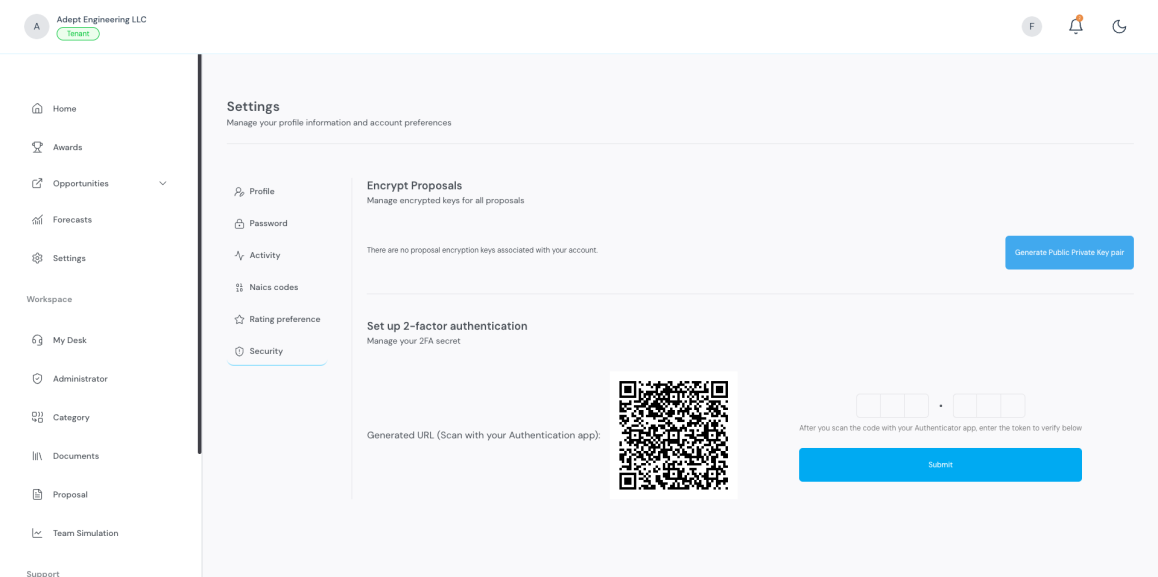 A
Adept Engineering LLC
Tenant
F
Home
Awards
Opportunities
Forecasts
Settings
Workspace
My Desk
Administrator
Category
Documents
Proposal
Team Simulation
Support
Settings
Manage your profile information and account preferences
Profile
Password
Activity
Naics codes
Rating preference
Security
Encrypt Proposals
Manage encrypted keys for all proposals
There are no proposal encryption keys associated with your account.
Generate Public Private Key pair
Set up 2-factor authentication
Manage your 2FA secret
Generated URL (Scan with your Authentication app):
After you scan the code with your Authenticator app, enter the token to verify below
Submit